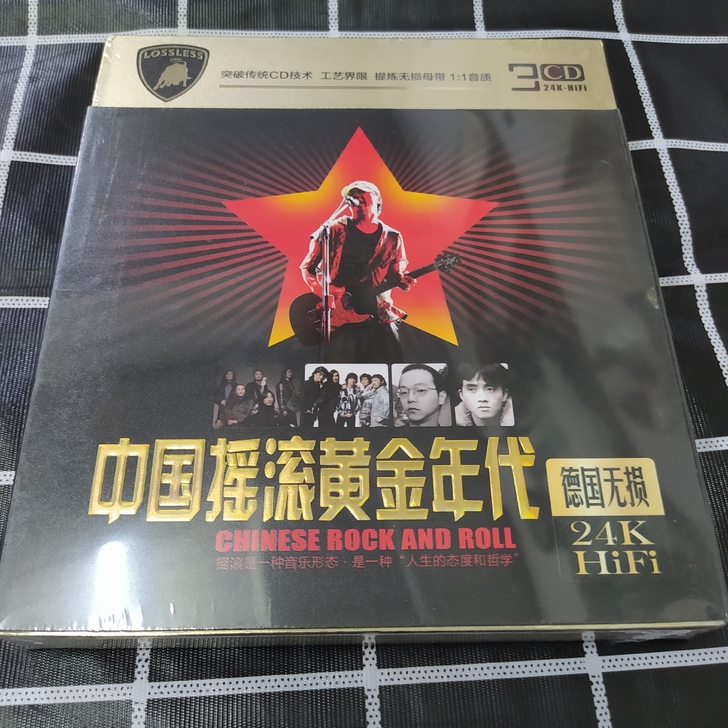 LOSSLESS
突破传统CD技术 工艺界限 提炼无损母带 1:1音质
3CD
24K-HiFi
中国摇滚黄金年代
德国无损
CHINESE ROCK AND ROLL
24K
HiFi
摇滚是一种音乐形态·是一种“人生的态度和哲学”